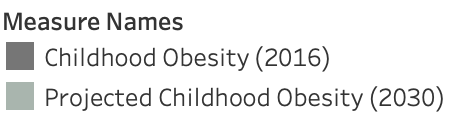 Measure Names
Childhood Obesity (2016)
Projected Childhood Obesity (2030)